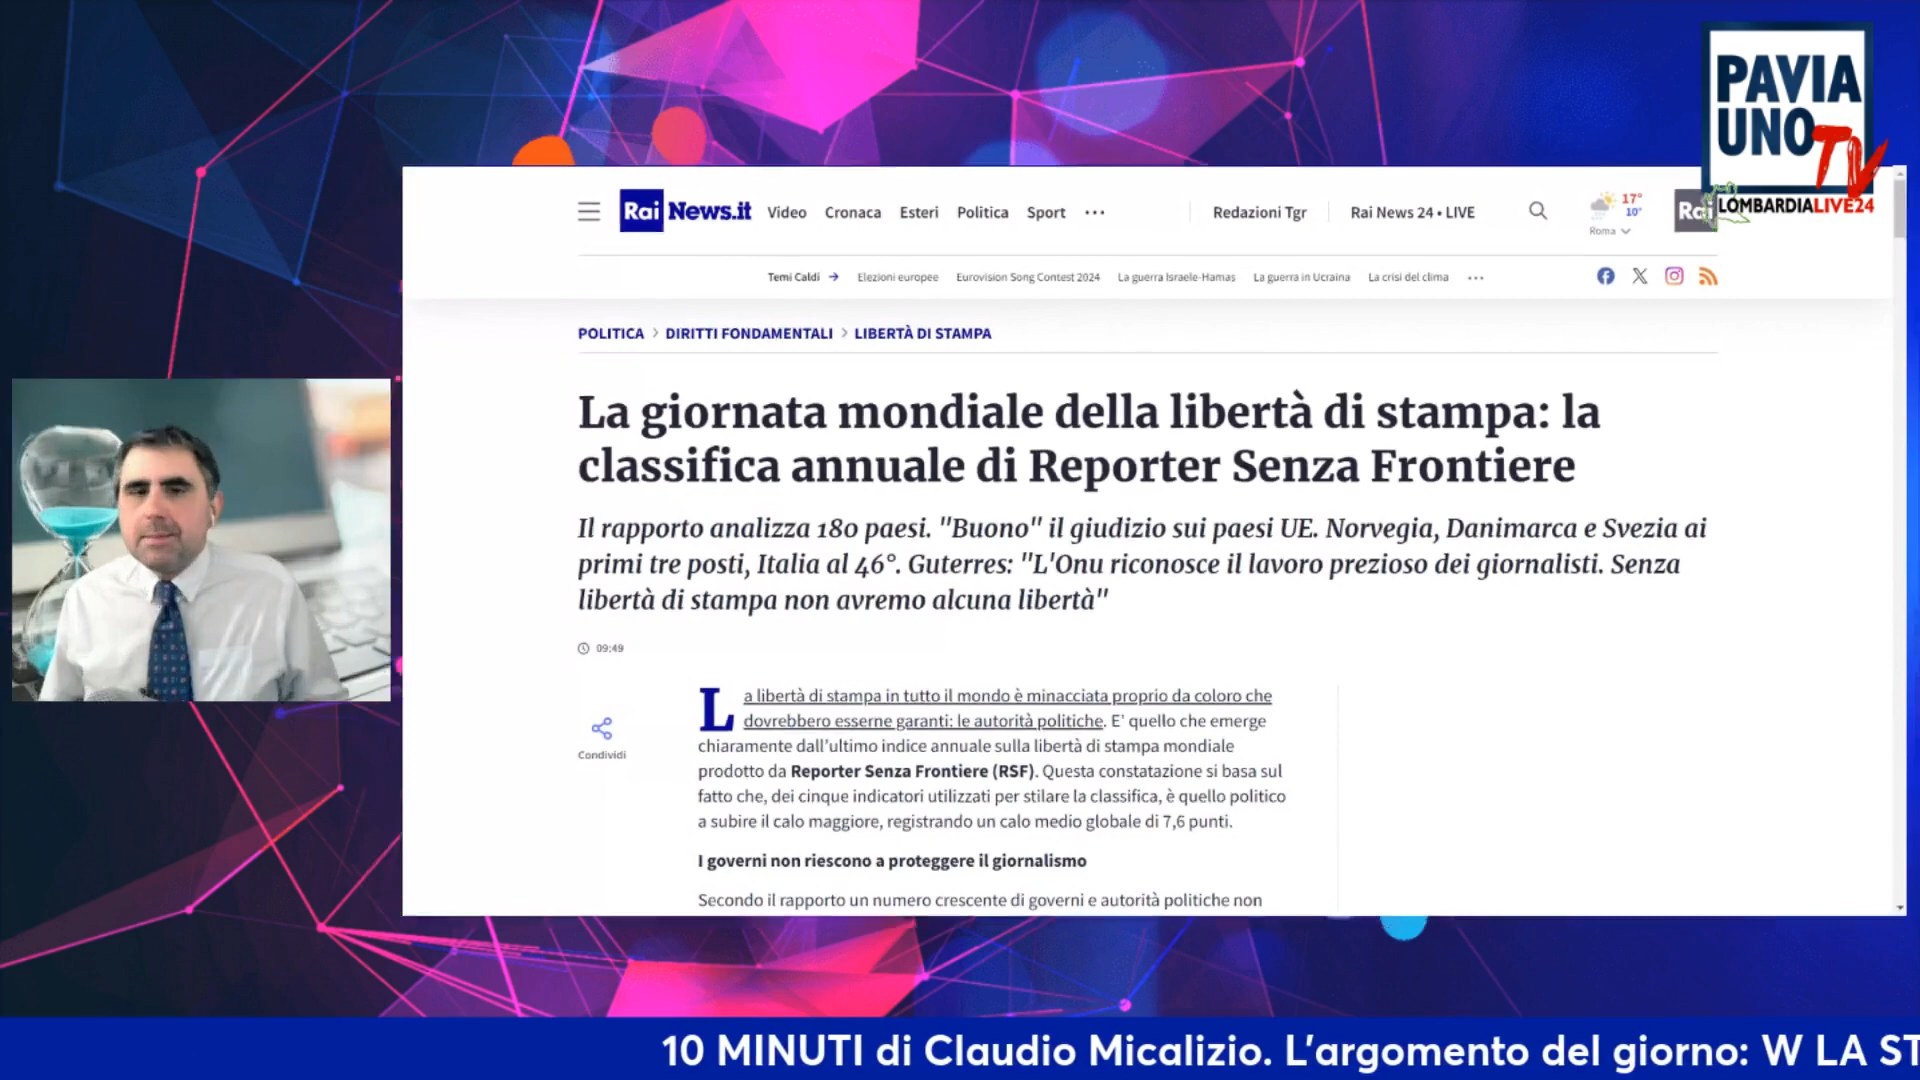 PAVIA
UNO TV
LOMBARDIALIVE24
Rai News.it Video Cronaca Esteri Politica Sport ··· Redazioni Tgr Rai News 24 • LIVE 17° 10° Roma Rai
Temi Caldi → Elezioni europee Eurovision Song Contest 2024 La guerra Israele-Hamas La guerra in Ucraina La crisi del clima ···
POLITICA > DIRITTI FONDAMENTALI > LIBERTÀ DI STAMPA
La giornata mondiale della libertà di stampa: la
classifica annuale di Reporter Senza Frontiere
Il rapporto analizza 180 paesi. "Buono" il giudizio sui paesi UE. Norvegia, Danimarca e Svezia ai
primi tre posti, Italia al 46°. Guterres: "L'Onu riconosce il lavoro prezioso dei giornalisti. Senza
libertà di stampa non avremo alcuna libertà"
09:49
Condividi
La libertà di stampa in tutto il mondo è minacciata proprio da coloro che
dovrebbero esserne garanti: le autorità politiche. E' quello che emerge
chiaramente dall'ultimo indice annuale sulla libertà di stampa mondiale
prodotto da Reporter Senza Frontiere (RSF). Questa constatazione si basa sul
fatto che, dei cinque indicatori utilizzati per stilare la classifica, è quello politico
a subire il calo maggiore, registrando un calo medio globale di 7,6 punti.
I governi non riescono a proteggere il giornalismo
Secondo il rapporto un numero crescente di governi e autorità politiche non
10 MINUTI di Claudio Micalizio. L'argomento del giorno: W LA ST